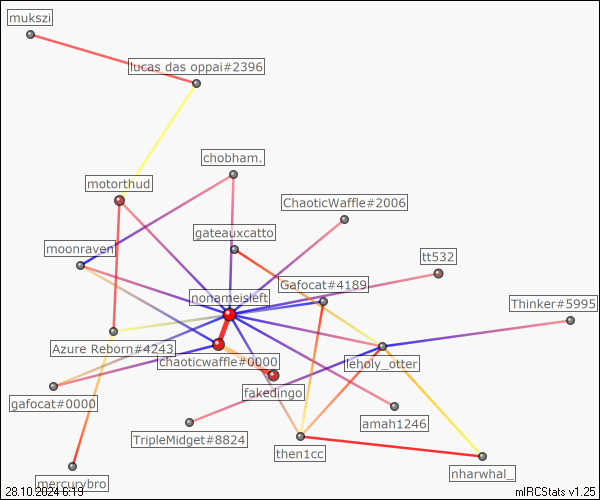 mukszi
lucas das oppai#2396
chobham.
motorthud
ChaoticWaffle#2006
gateauxcatto
moonraven
tt532
Gafocat#4189
nonameisleft
Thinker#5995
Azure Reborn#4243
Chaoticwaffle#0000
leholy_otter
fakedingo
gafocat#0000
amah1246
TripleMidget#8824
then1cc
nharwhal_
mercurybro
28.10.2024 6:19
mIRCStats v1.25